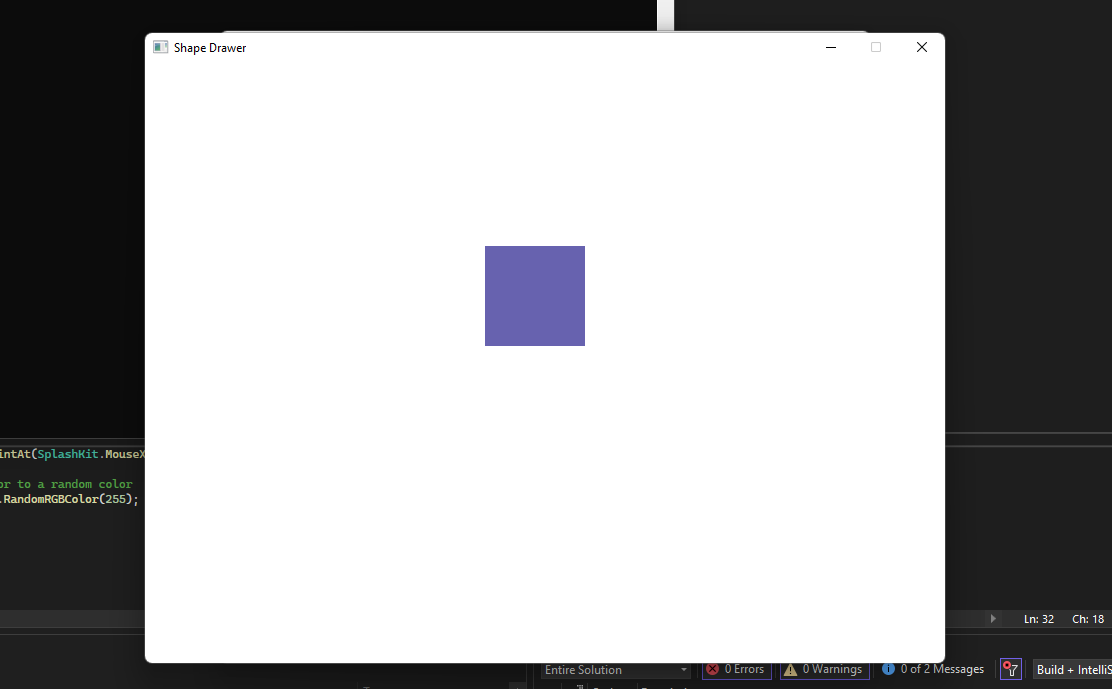 Shape Drawer
intAt(SplashKit.MouseX
or to a random color
.RandomRGBColor(255);
Ln: 32 Ch: 18
Entire Solution 0 Errors 0 Warnings 0 of 2 Messages Build + IntelliS